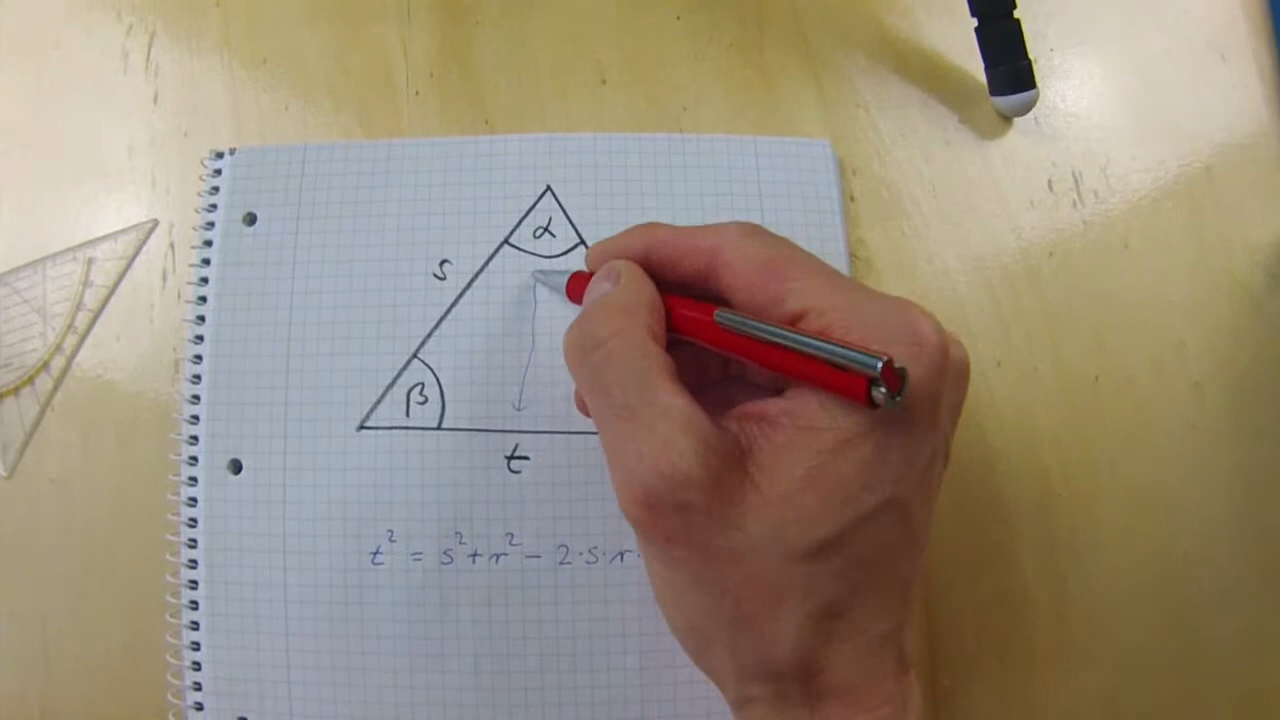 α
s
β
t
t² = s² + r² - 2·s·r·